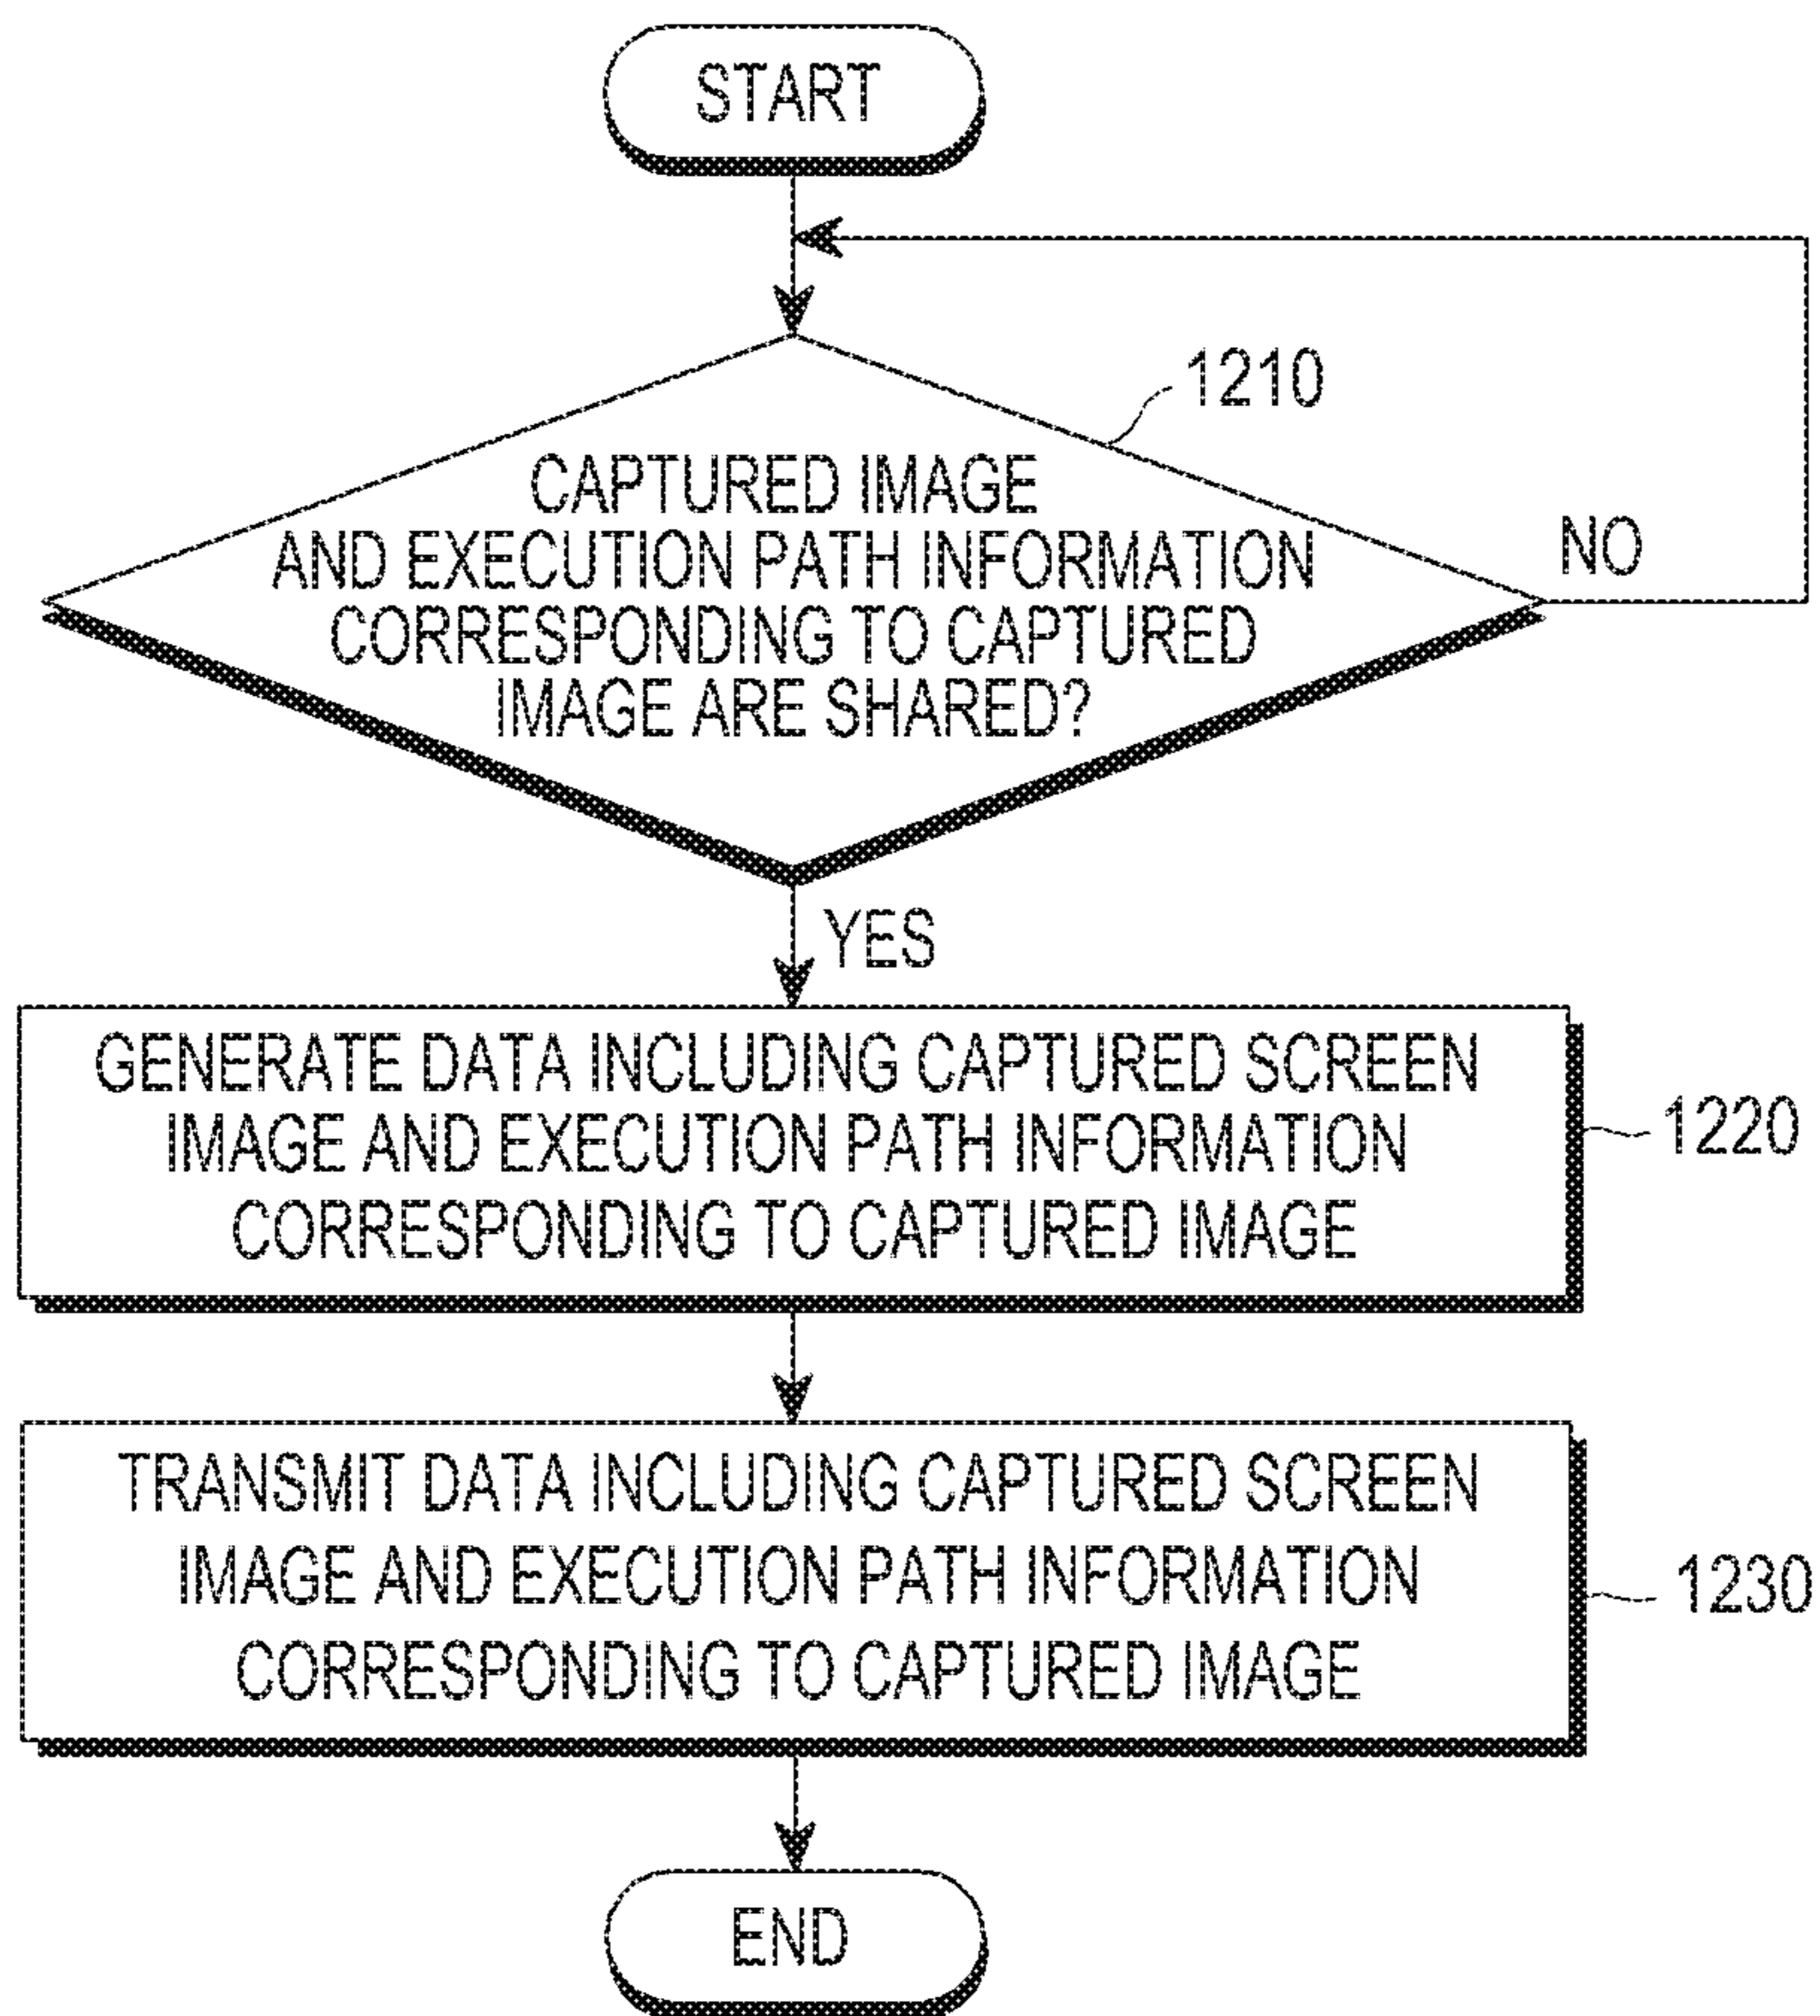 START
1210
CAPTURED IMAGE
AND EXECUTION PATH INFORMATION
CORRESPONDING TO CAPTURED
IMAGE ARE SHARED?
NO
YES
GENERATE DATA INCLUDING CAPTURED SCREEN
IMAGE AND EXECUTION PATH INFORMATION
CORRESPONDING TO CAPTURED IMAGE
1220
TRANSMIT DATA INCLUDING CAPTURED SCREEN
IMAGE AND EXECUTION PATH INFORMATION
CORRESPONDING TO CAPTURED IMAGE
1230
END